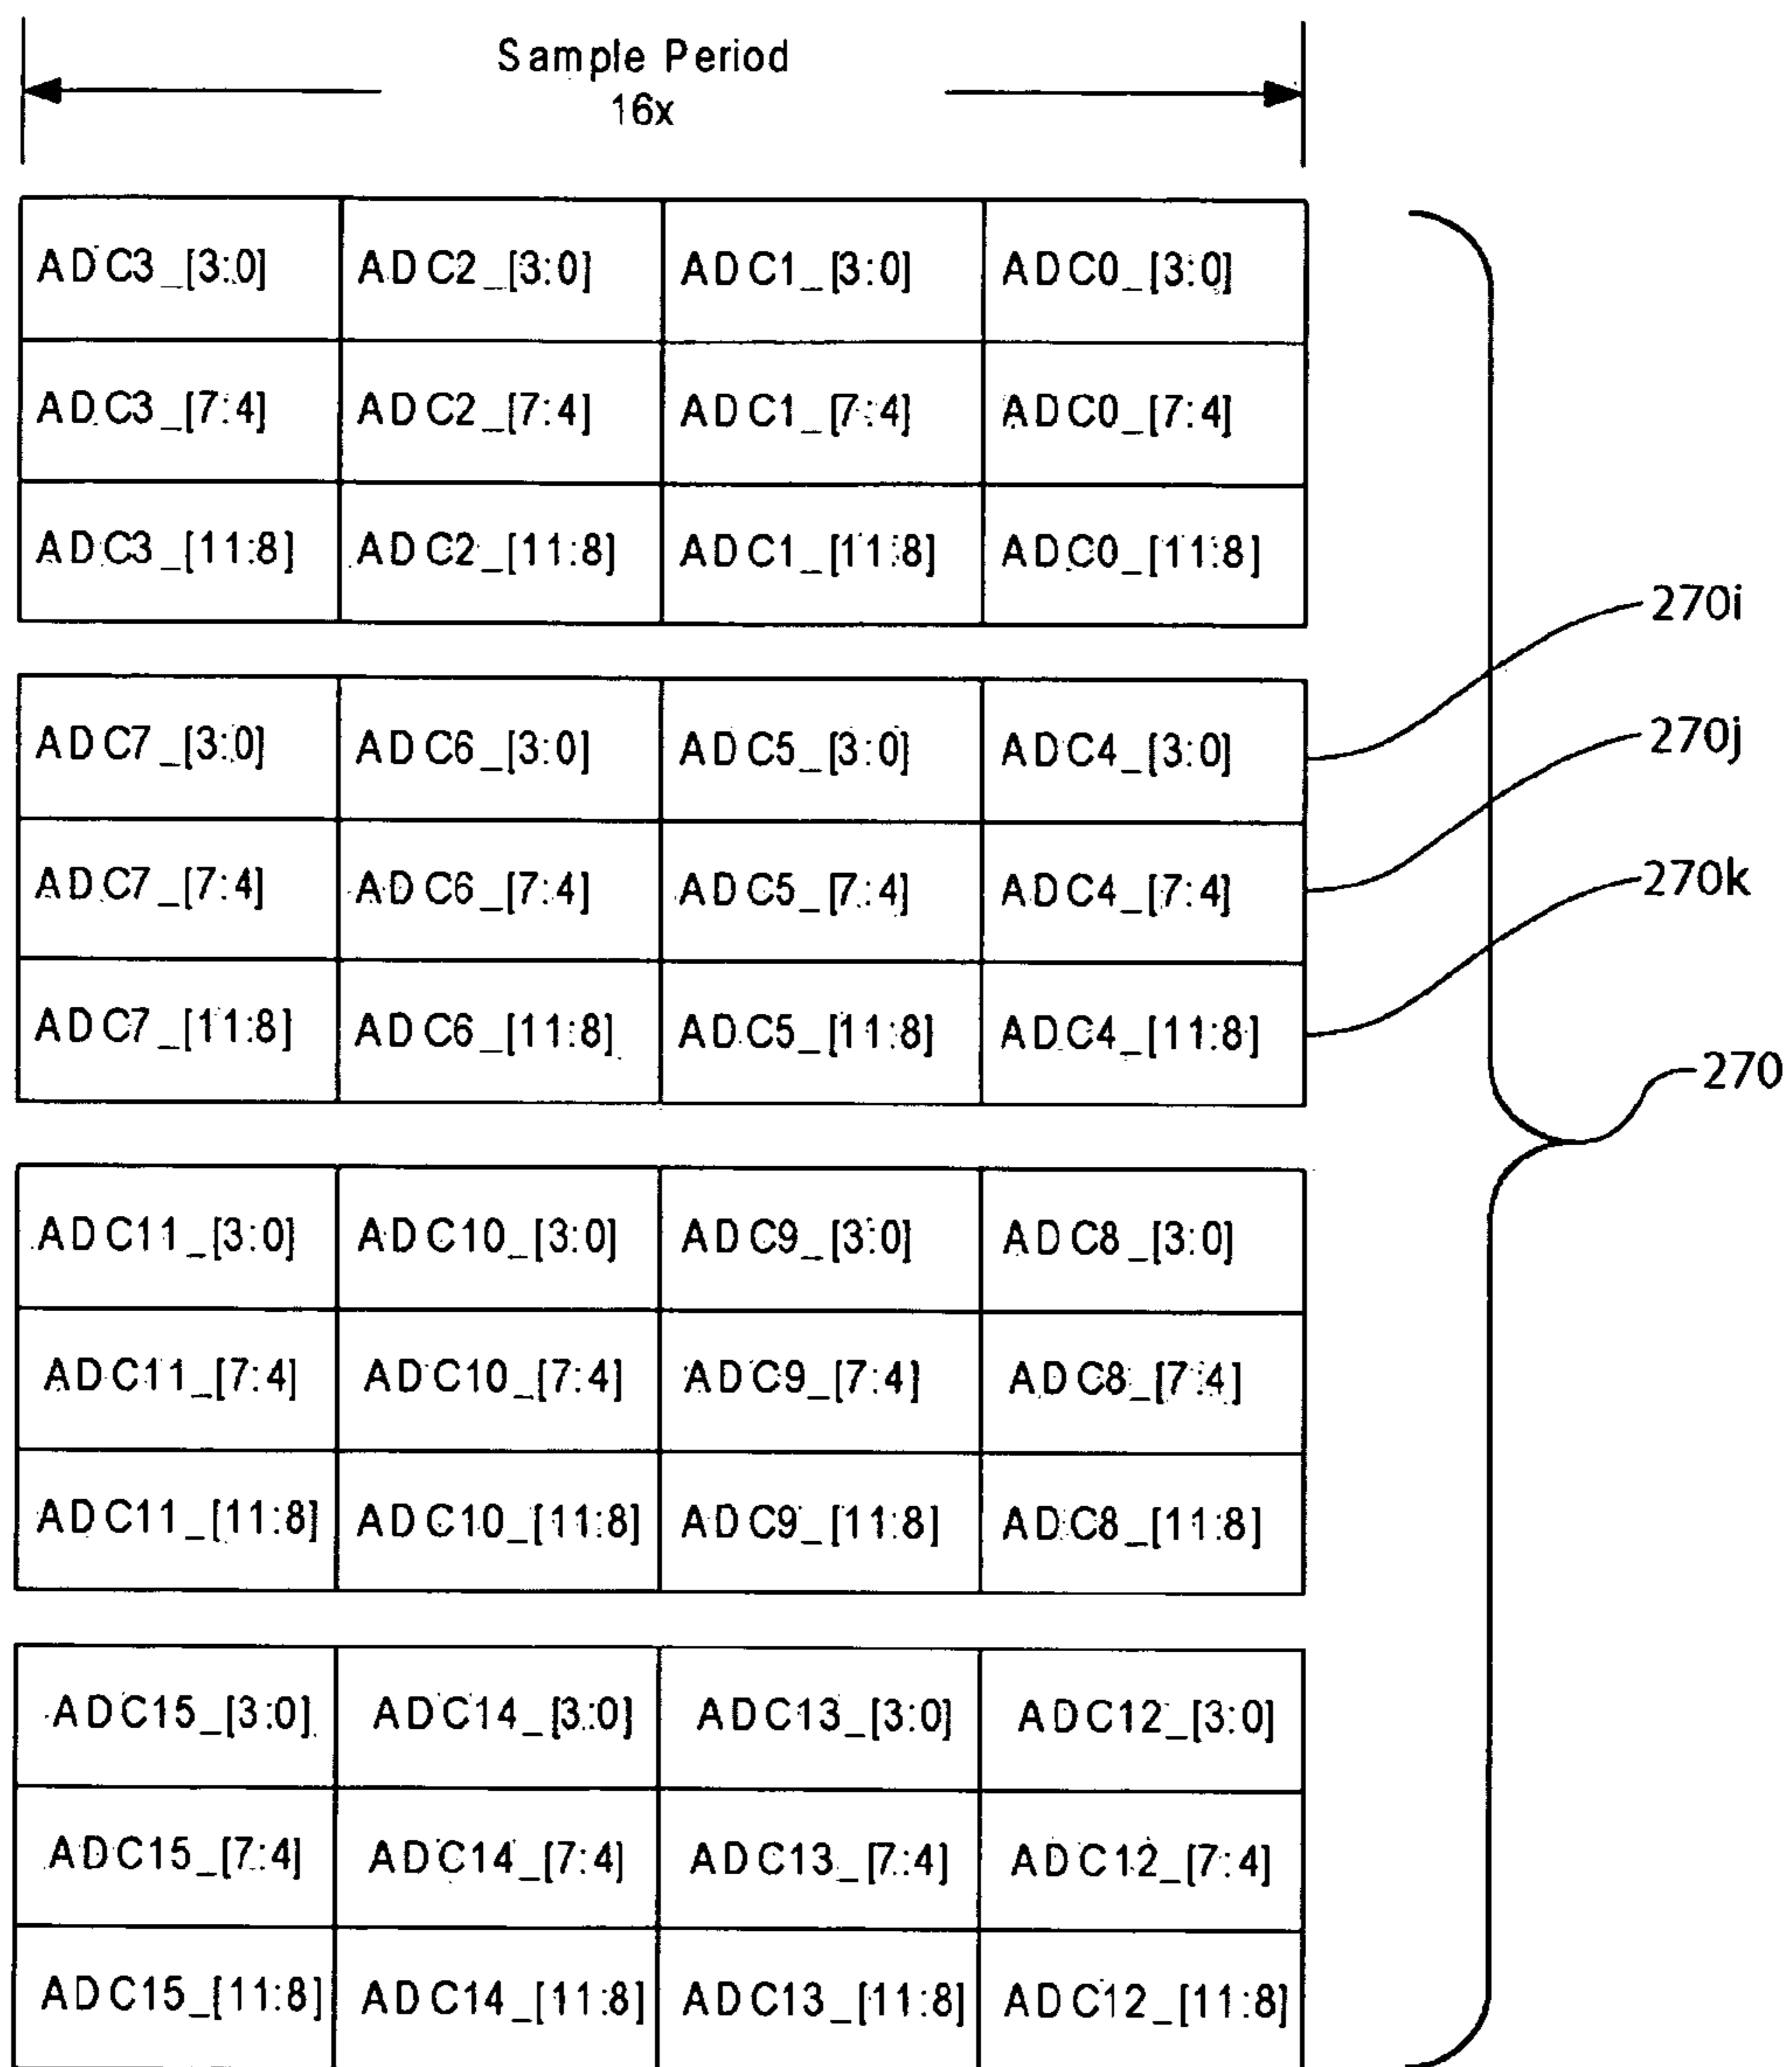 Sample Period
16x
ADC3_[3:0] ADC2_[3:0] ADC1_[3:0] ADC0_[3:0]
ADC3_[7:4] ADC2_[7:4] ADC1_[7:4] ADC0_[7:4]
ADC3_[11:8] ADC2_[11:8] ADC1_[11:8] ADC0_[11:8]
270i
ADC7_[3:0] ADC6_[3:0] ADC5_[3:0] ADC4_[3:0]
270j
ADC7_[7:4] ADC6_[7:4] ADC5_[7:4] ADC4_[7:4]
270k
ADC7_[11:8] ADC6_[11:8] ADC5_[11:8] ADC4_[11:8]
270
ADC11_[3:0] ADC10_[3:0] ADC9_[3:0] ADC8_[3:0]
ADC11_[7:4] ADC10_[7:4] ADC9_[7:4] ADC8_[7:4]
ADC11_[11:8] ADC10_[11:8] ADC9_[11:8] ADC8_[11:8]
ADC15_[3:0] ADC14_[3:0] ADC13_[3:0] ADC12_[3:0]
ADC15_[7:4] ADC14_[7:4] ADC13_[7:4] ADC12_[7:4]
ADC15_[11:8] ADC14_[11:8] ADC13_[11:8] ADC12_[11:8]